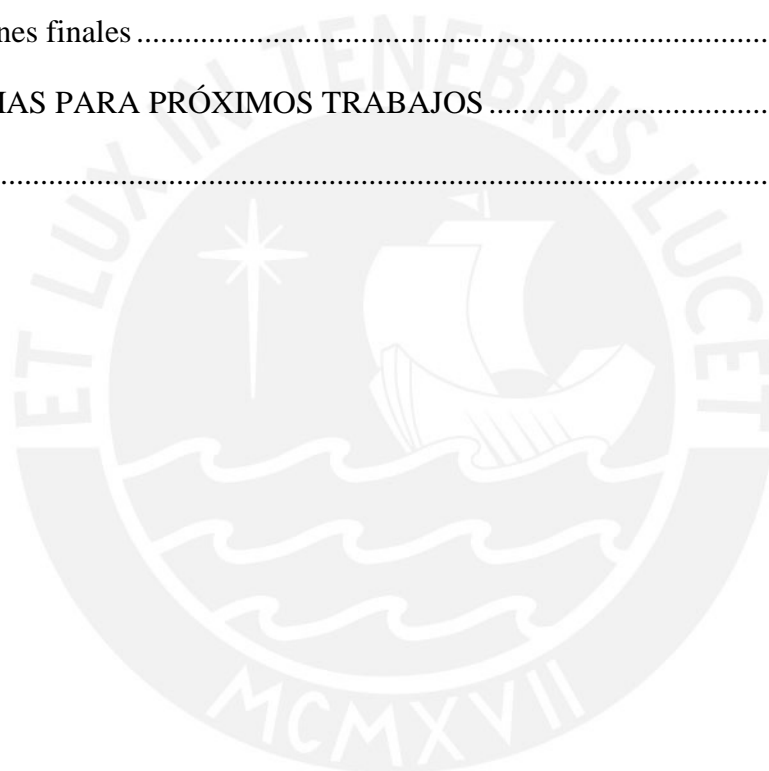 nes finales ........................................................................................
IAS PARA PRÓXIMOS TRABAJOS ........................................
................................................................................................................
ET LUX IN TENEBRIS LUCET
MCMXVII